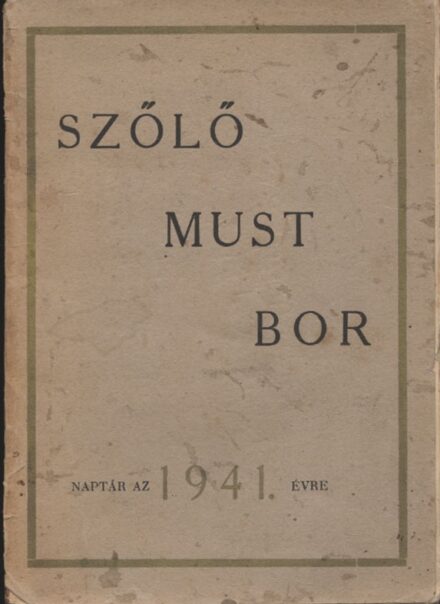 SZŐLŐ
MUST
BOR
NAPTÁR AZ 1941. ÉVRE